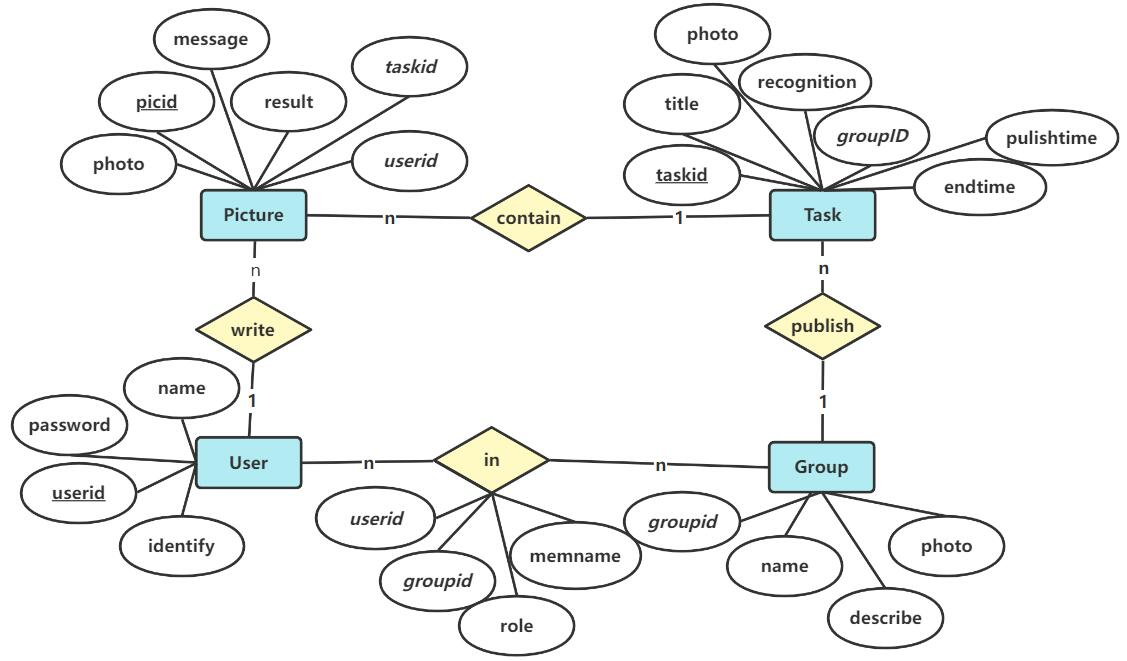 message
photo
taskid
recognition
picid
result
title
groupID
pulishtime
photo
userid
taskid
endtime
Picture
n
contain
1
Task
n
n
write
publish
name
1
1
password
User
n
in
n
Group
userid
userid
groupid
identify
memname
name
photo
groupid
role
describe